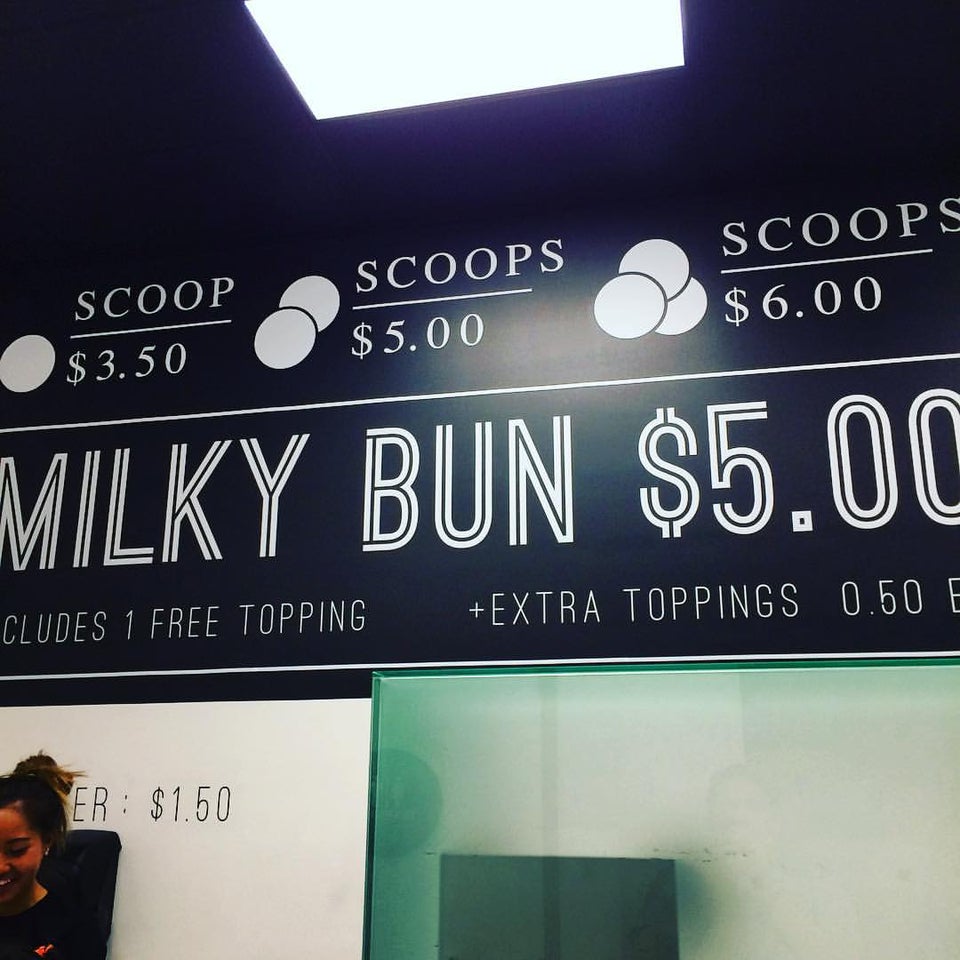 SCOOP
$3.50
SCOOPS
$5.00
SCOOPS
$6.00
MILKY BUN $5.00
CLUDES 1 FREE TOPPING
+EXTRA TOPPINGS 0.50 E
ER : $1.50